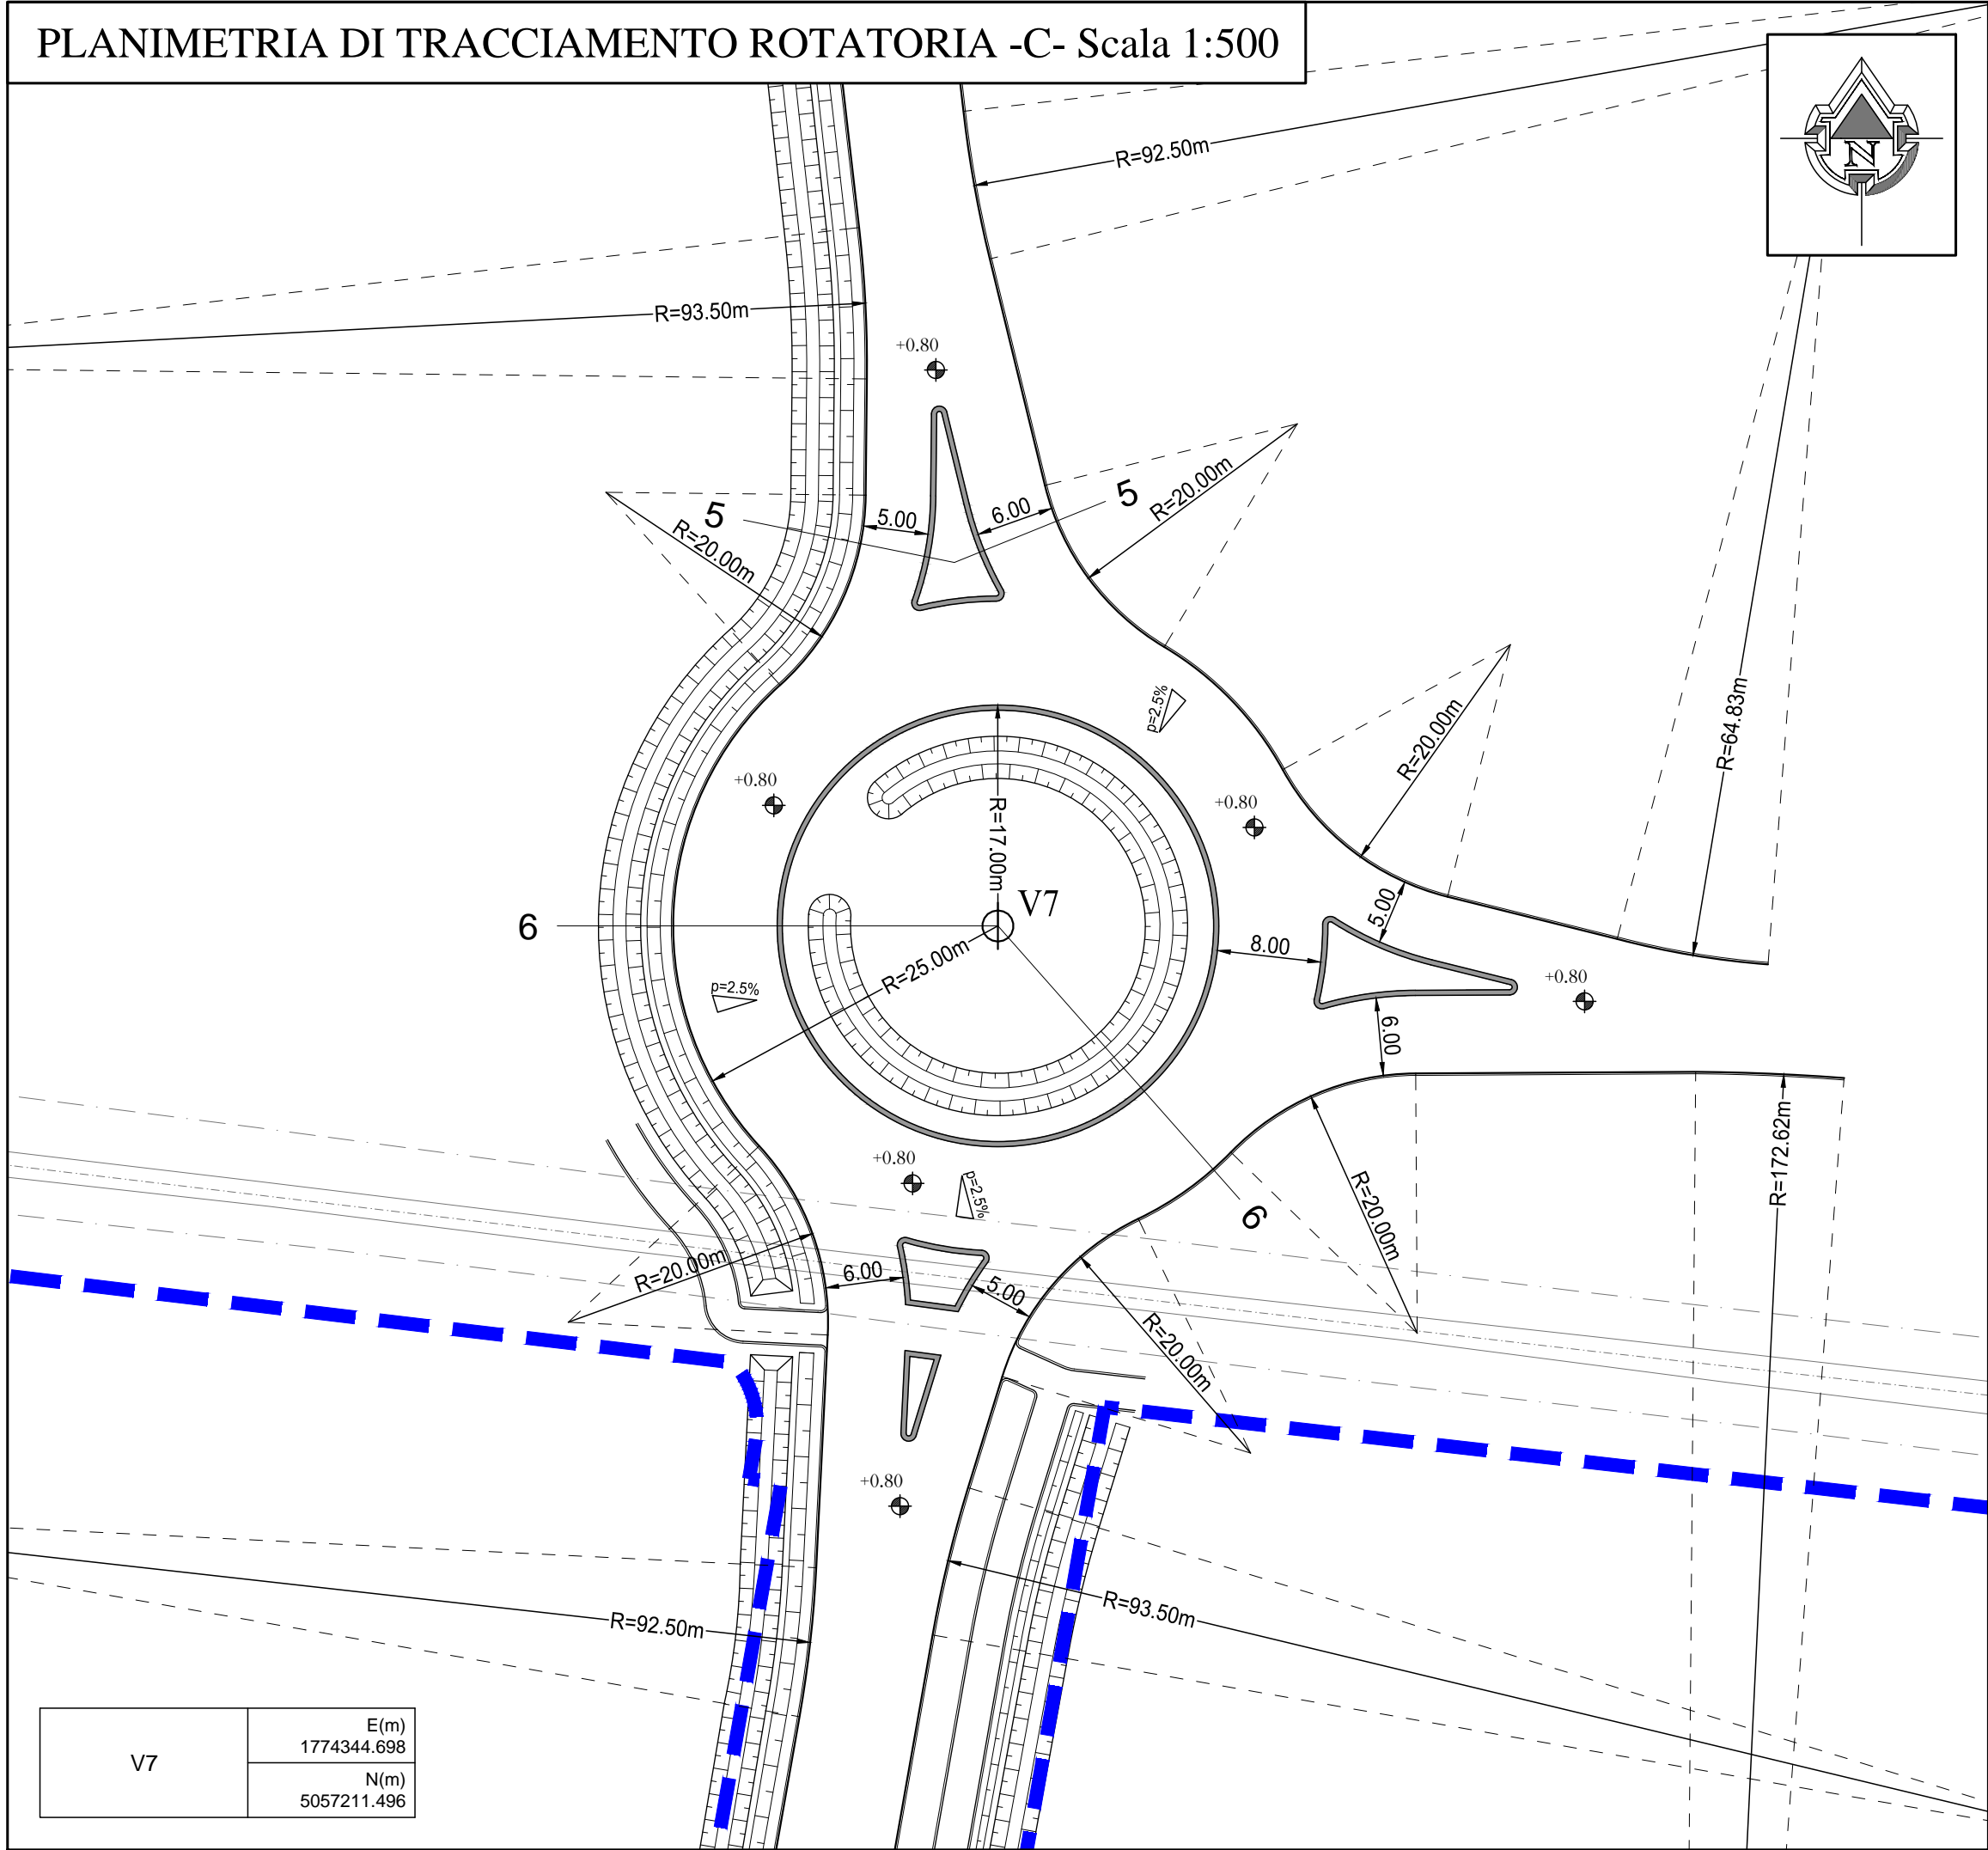 PLANIMETRIA DI TRACCIAMENTO ROTATORIA -C- Scala 1:500
N
R=92.50m
R=93.50m
+0.80
5
5
5.00
6.00
R=20.00m
R=20.00m
p=2.5%
R=20.00m
R=64.83m
+0.80
+0.80
R=17.00m
V7
6
5.00
8.00
R=25.00m
p=2.5%
+0.80
6.00
+0.80
p=2.5%
R=172.62m
6
R=20.00m
R=20.00m
6.00
5.00
R=20.00m
+0.80
R=92.50m
R=93.50m
V7
E(m)
1774344.698
N(m)
5057211.496